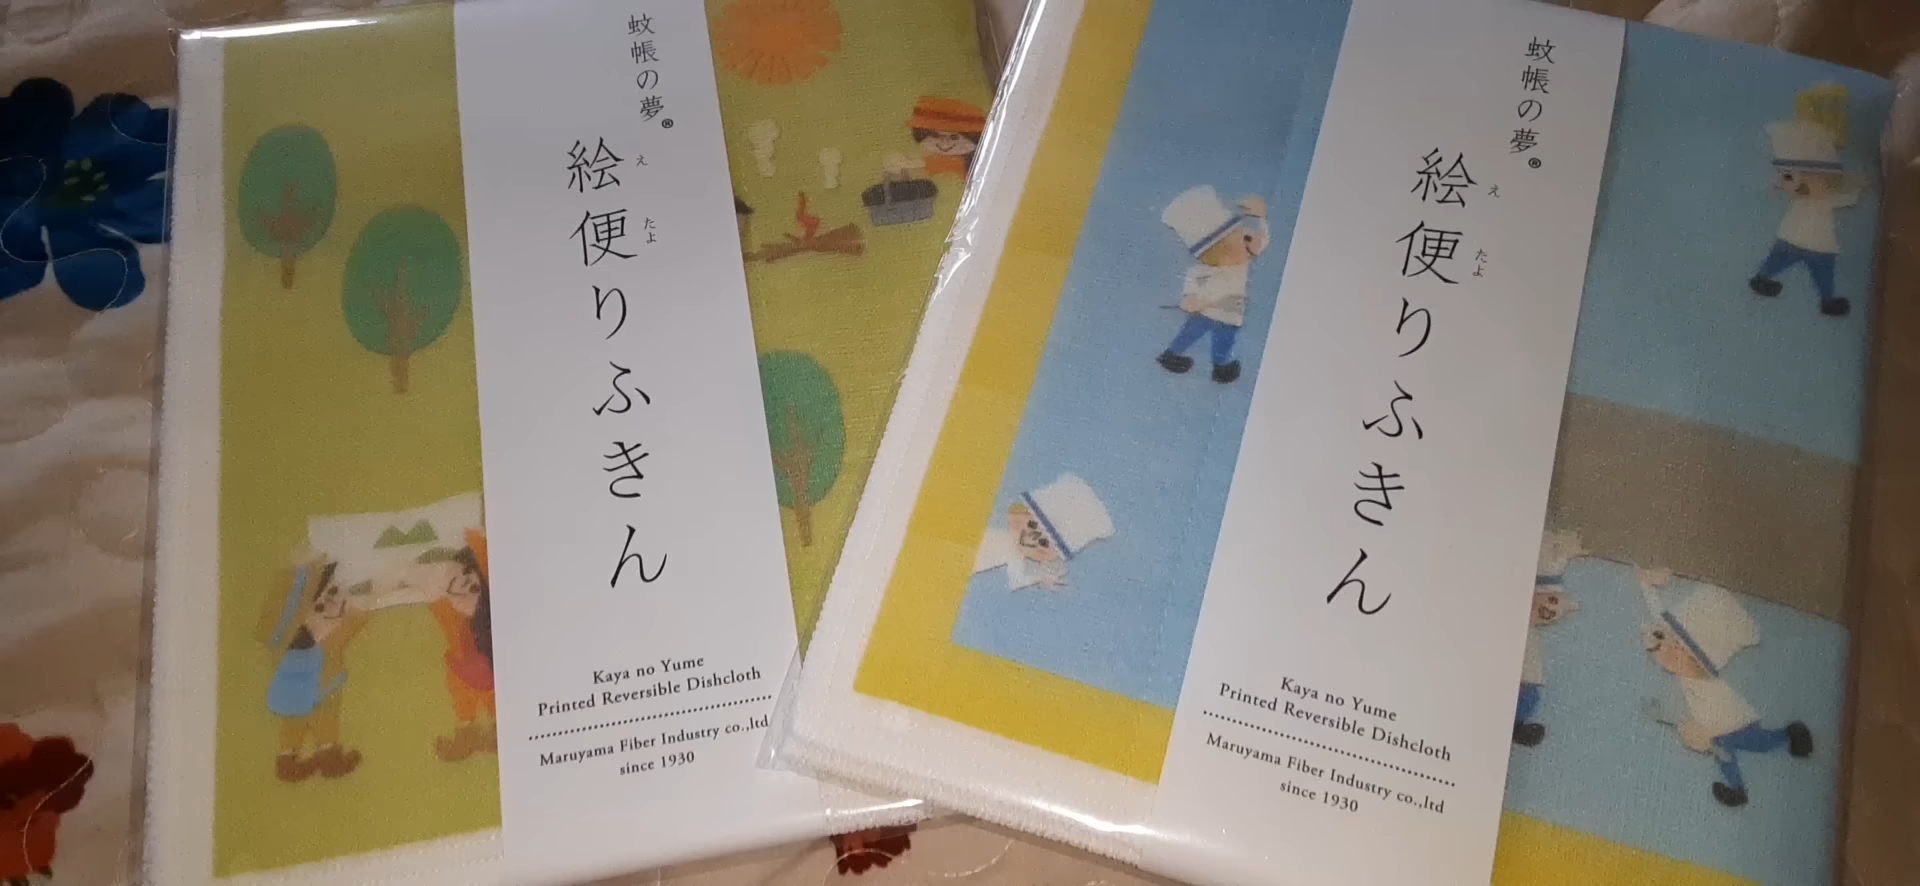 蚊帳の夢®
絵便りふきん
え
たよ
Kaya no Yume
Printed Reversible Dishcloth
Maruyama Fiber Industry co.,ltd
since 1930
蚊帳の夢®
絵便りふきん
え
たよ
Kaya no Yume
Printed Reversible Dishcloth
Maruyama Fiber Industry co.,ltd
since 1930